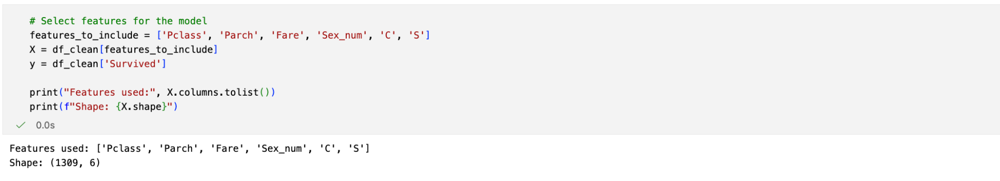 # Select features for the model
features_to_include = ['Pclass', 'Parch', 'Fare', 'Sex_num', 'C', 'S']
X = df_clean[features_to_include]
y = df_clean['Survived']
print("Features used:", X.columns.tolist())
print(f"Shape: {X.shape}")
0.0s
Features used: ['Pclass', 'Parch', 'Fare', 'Sex_num', 'C', 'S']
Shape: (1309, 6)